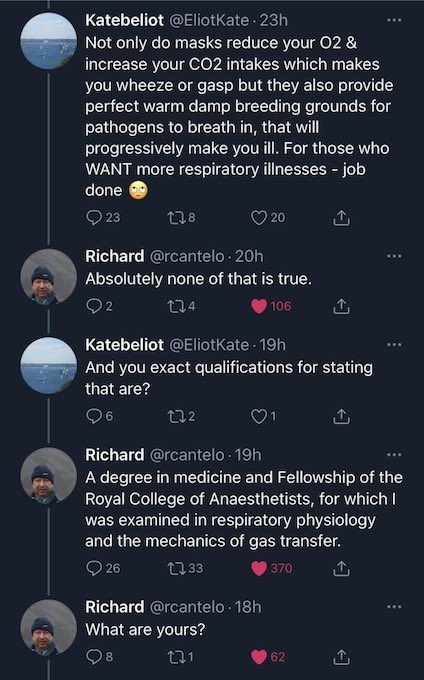 Katebeliot @EliotKate · 23h
Not only do masks reduce your O2 &
increase your CO2 intakes which makes
you wheeze or gasp but they also provide
perfect warm damp breeding grounds for
pathogens to breath in, that will
progressively make you ill. For those who
WANT more respiratory illnesses - job
done 🙄
23 8 20
Richard @rcantelo · 20h
Absolutely none of that is true.
2 4 106
Katebeliot @EliotKate · 19h
And you exact qualifications for stating
that are?
6 2 1
Richard @rcantelo · 19h
A degree in medicine and Fellowship of the
Royal College of Anaesthetists, for which I
was examined in respiratory physiology
and the mechanics of gas transfer.
26 33 370
Richard @rcantelo · 18h
What are yours?
8 1 62